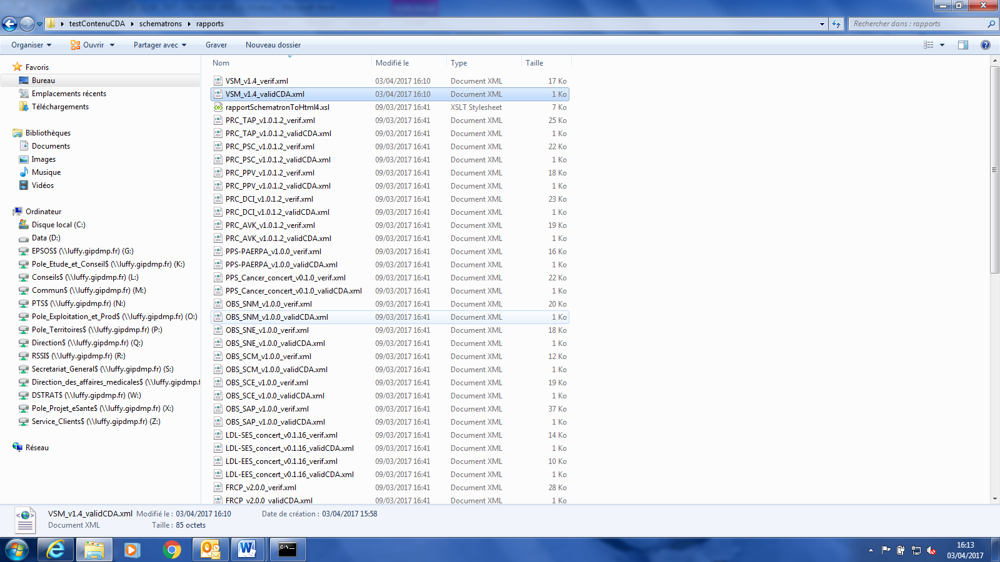 testContenuCDA schematrons rapports
Rechercher dans : rapports
Organiser Ouvrir Partager avec Graver Nouveau dossier
Favoris
Bureau
Emplacements récents
Téléchargements
Bibliothèques
Documents
Images
Musique
Vidéos
Ordinateur
Disque local (C:)
Data (D:)
EPSOS$ (\\luffy.gipdmp.fr) (G:)
Pole_Etude_et_Conseil$ (\\luffy.gipdmp.fr) (K:)
Conseils$ (\\luffy.gipdmp.fr) (L:)
Commun$ (\\luffy.gipdmp.fr) (M:)
PTS$ (\\luffy.gipdmp.fr) (N:)
Pole_Exploitation_et_Prod$ (\\luffy.gipdmp.fr) (O:)
Pole_Territoires$ (\\luffy.gipdmp.fr) (P:)
Direction$ (\\luffy.gipdmp.fr) (Q:)
RSSI$ (\\luffy.gipdmp.fr) (R:)
Secretariat_General$ (\\luffy.gipdmp.fr) (S:)
Direction_des_affaires_medicales$ (\\luffy.gipdmp.f
DSTRAT$ (\\luffy.gipdmp.fr) (W:)
Pole_Projet_eSante$ (\\luffy.gipdmp.fr) (X:)
Service_Clients$ (\\luffy.gipdmp.fr) (Z:)
Réseau
Nom Modifié le Type Taille
VSM_v1.4_verif.xml 03/04/2017 16:10 Document XML 17 Ko
VSM_v1.4_validCDA.xml 03/04/2017 16:10 Document XML 1 Ko
rapportSchematronToHtml4.xsl 09/03/2017 16:41 XSLT Stylesheet 7 Ko
PRC_TAP_v1.0.1.2_verif.xml 09/03/2017 16:41 Document XML 25 Ko
PRC_TAP_v1.0.1.2_validCDA.xml 09/03/2017 16:41 Document XML 1 Ko
PRC_PSC_v1.0.1.2_verif.xml 09/03/2017 16:41 Document XML 22 Ko
PRC_PSC_v1.0.1.2_validCDA.xml 09/03/2017 16:41 Document XML 1 Ko
PRC_PPV_v1.0.1.2_verif.xml 09/03/2017 16:41 Document XML 18 Ko
PRC_PPV_v1.0.1.2_validCDA.xml 09/03/2017 16:41 Document XML 1 Ko
PRC_DCI_v1.0.1.2_verif.xml 09/03/2017 16:41 Document XML 23 Ko
PRC_DCI_v1.0.1.2_validCDA.xml 09/03/2017 16:41 Document XML 1 Ko
PRC_AVK_v1.0.1.2_verif.xml 09/03/2017 16:41 Document XML 19 Ko
PRC_AVK_v1.0.1.2_validCDA.xml 09/03/2017 16:41 Document XML 1 Ko
PPS-PAERPA_v1.0.0_verif.xml 09/03/2017 16:41 Document XML 16 Ko
PPS-PAERPA_v1.0.0_validCDA.xml 09/03/2017 16:41 Document XML 1 Ko
PPS_Cancer_concert_v0.1.0_verif.xml 09/03/2017 16:41 Document XML 22 Ko
PPS_Cancer_concert_v0.1.0_validCDA.xml 09/03/2017 16:41 Document XML 1 Ko
OBS_SNM_v1.0.0_verif.xml 09/03/2017 16:41 Document XML 20 Ko
OBS_SNM_v1.0.0_validCDA.xml 09/03/2017 16:41 Document XML 1 Ko
OBS_SNE_v1.0.0_verif.xml 09/03/2017 16:41 Document XML 18 Ko
OBS_SNE_v1.0.0_validCDA.xml 09/03/2017 16:41 Document XML 1 Ko
OBS_SCM_v1.0.0_verif.xml 09/03/2017 16:41 Document XML 12 Ko
OBS_SCM_v1.0.0_validCDA.xml 09/03/2017 16:41 Document XML 1 Ko
OBS_SCE_v1.0.0_verif.xml 09/03/2017 16:41 Document XML 19 Ko
OBS_SCE_v1.0.0_validCDA.xml 09/03/2017 16:41 Document XML 1 Ko
OBS_SAP_v1.0.0_verif.xml 09/03/2017 16:41 Document XML 37 Ko
OBS_SAP_v1.0.0_validCDA.xml 09/03/2017 16:41 Document XML 1 Ko
LDL-SES_concert_v0.1.16_verif.xml 09/03/2017 16:41 Document XML 14 Ko
LDL-SES_concert_v0.1.16_validCDA.xml 09/03/2017 16:41 Document XML 1 Ko
LDL-EES_concert_v0.1.16_verif.xml 09/03/2017 16:41 Document XML 10 Ko
LDL-EES_concert_v0.1.16_validCDA.xml 09/03/2017 16:41 Document XML 1 Ko
FRCP_v2.0.0_verif.xml 09/03/2017 16:41 Document XML 28 Ko
FRCP_v2.0.0_validCDA.xml 09/03/2017 16:41 Document XML 1 Ko
VSM_v1.4_validCDA.xml Modifié le : 03/04/2017 16:10 Date de création : 03/04/2017 15:58
Document XML Taille : 85 octets
16:13
03/04/2017